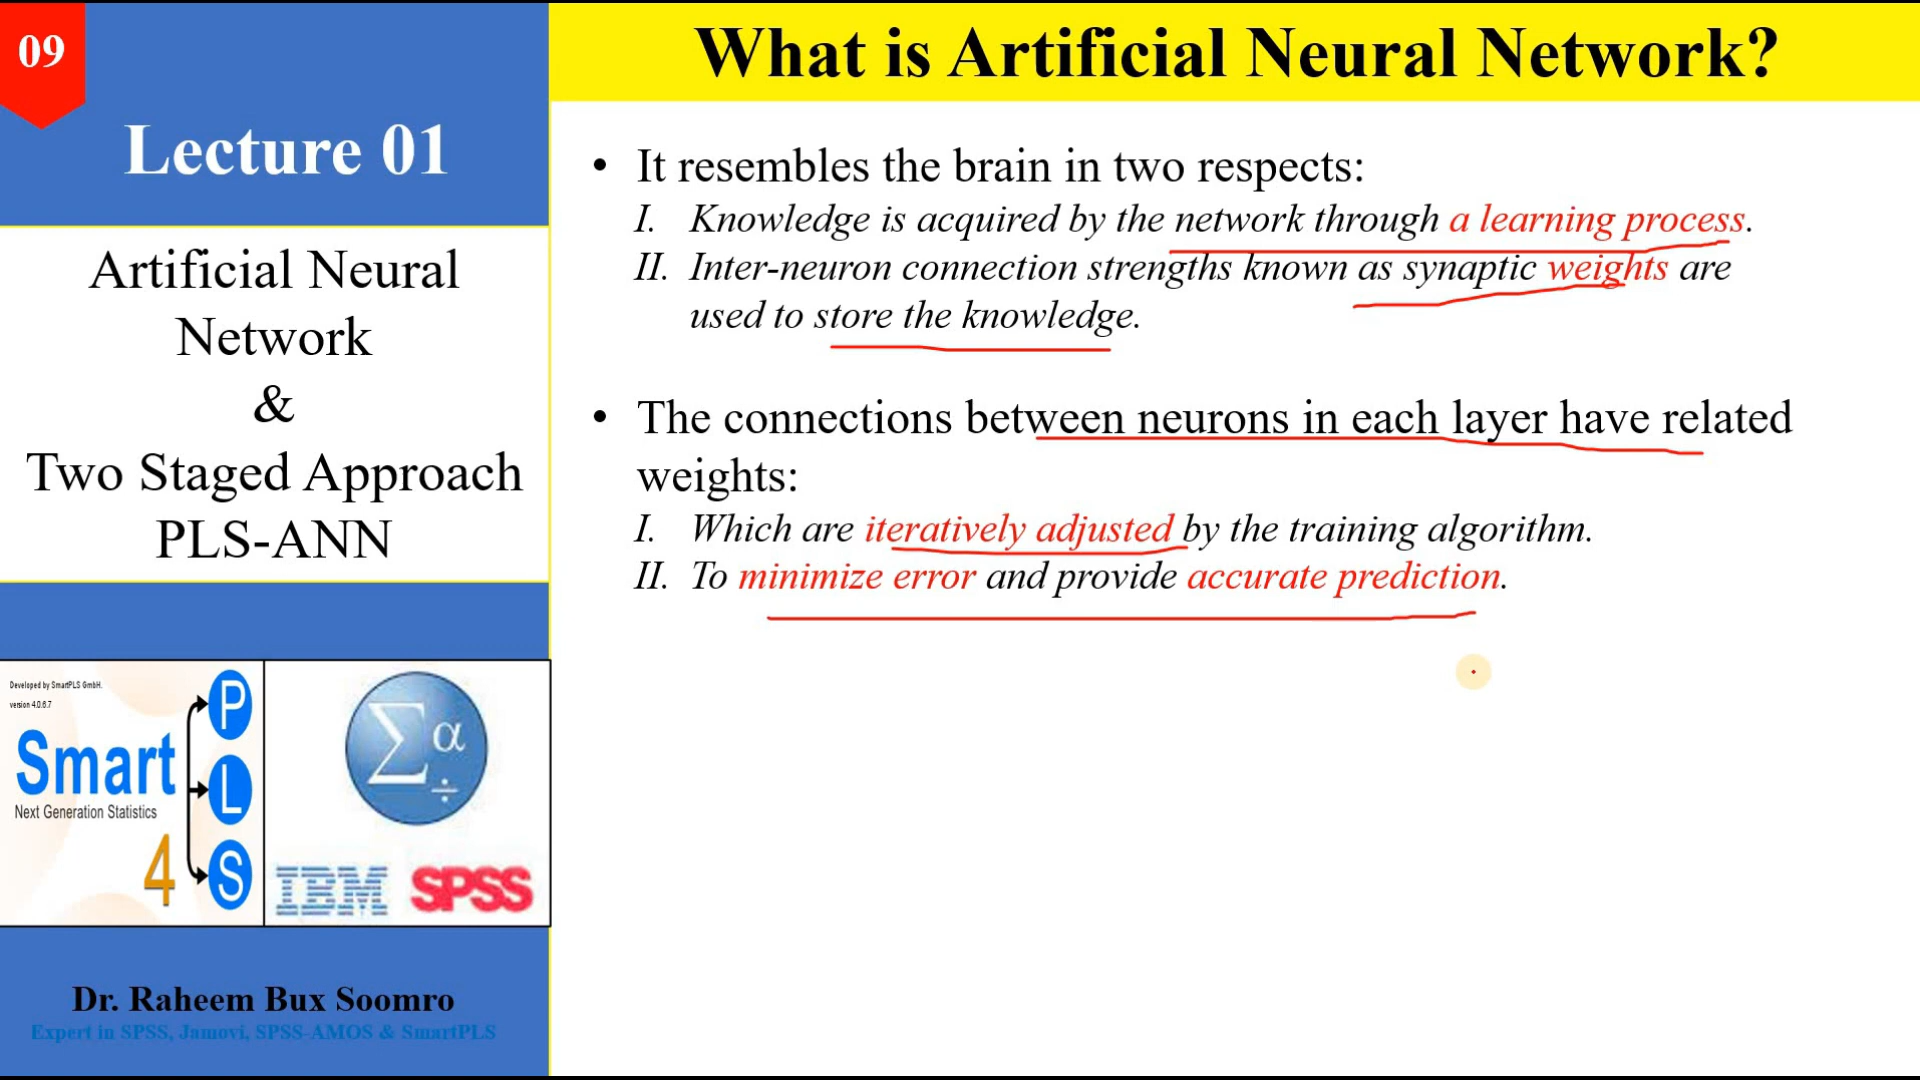 09
Lecture 01
Artificial Neural
Network
&
Two Staged Approach
PLS-ANN
Developed by SmartPLS GmbH.
version 4.0.6.7
Smart
Next Generation Statistics
4
P
L
S
Σ α ÷
IBM SPSS
Dr. Raheem Bux Soomro
Expert in SPSS, Jamovi, SPSS-AMOS & SmartPLS
What is Artificial Neural Network?
• It resembles the brain in two respects:
I. Knowledge is acquired by the network through a learning process.
II. Inter-neuron connection strengths known as synaptic weights are
used to store the knowledge.
• The connections between neurons in each layer have related
weights:
I. Which are iteratively adjusted by the training algorithm.
II. To minimize error and provide accurate prediction.